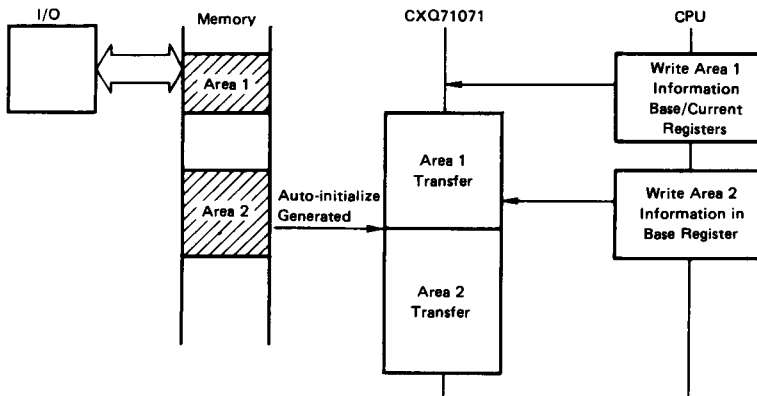 I/O
Memory
CXQ71071
CPU
Area 1
Write Area 1
Information
Base/Current
Registers
Area 1
Transfer
Area 2
Auto-initialize
Generated
Write Area 2
Information in
Base Register
Area 2
Transfer